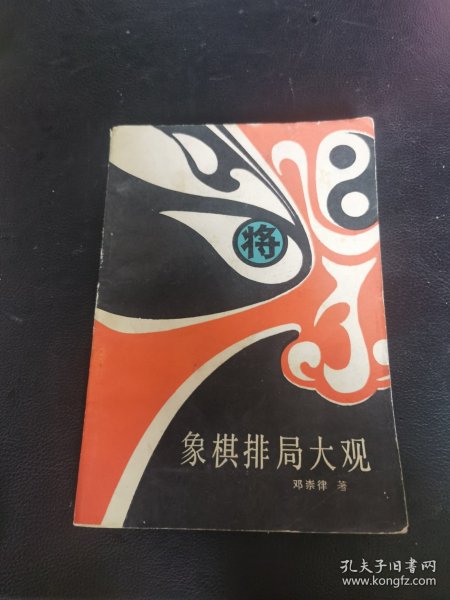 将
象棋排局大观
邓崇律 著
孔夫子旧书网
www.kongfz.com